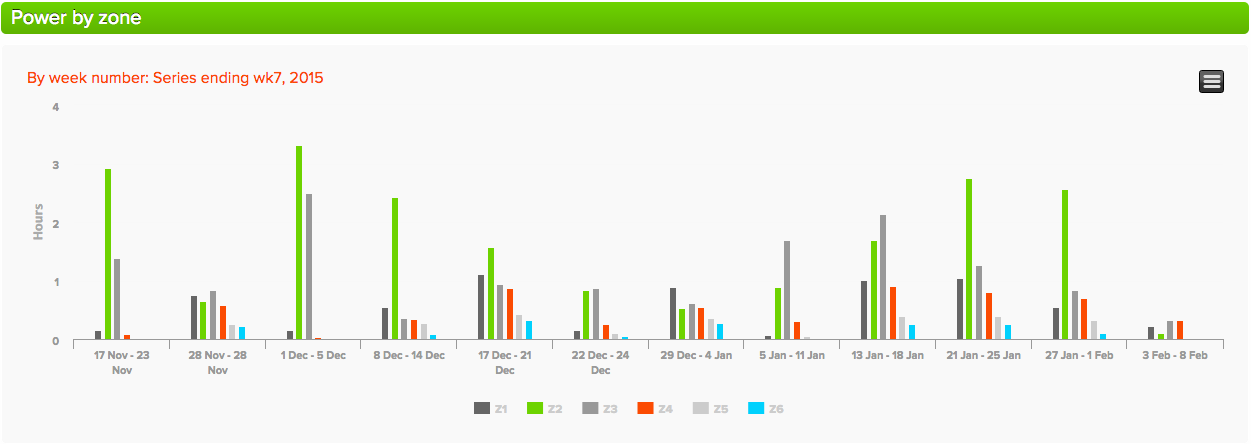 Power by zone
By week number: Series ending wk7, 2015
4
3
2
1
0
Hours
17 Nov - 23
Nov
28 Nov - 28
Nov
1 Dec - 5 Dec
8 Dec - 14 Dec
17 Dec - 21
Dec
22 Dec - 24
Dec
29 Dec - 4 Jan
5 Jan - 11 Jan
13 Jan - 18 Jan
21 Jan - 25 Jan
27 Jan - 1 Feb
3 Feb - 8 Feb
Z1 Z2 Z3 Z4 Z5 Z6